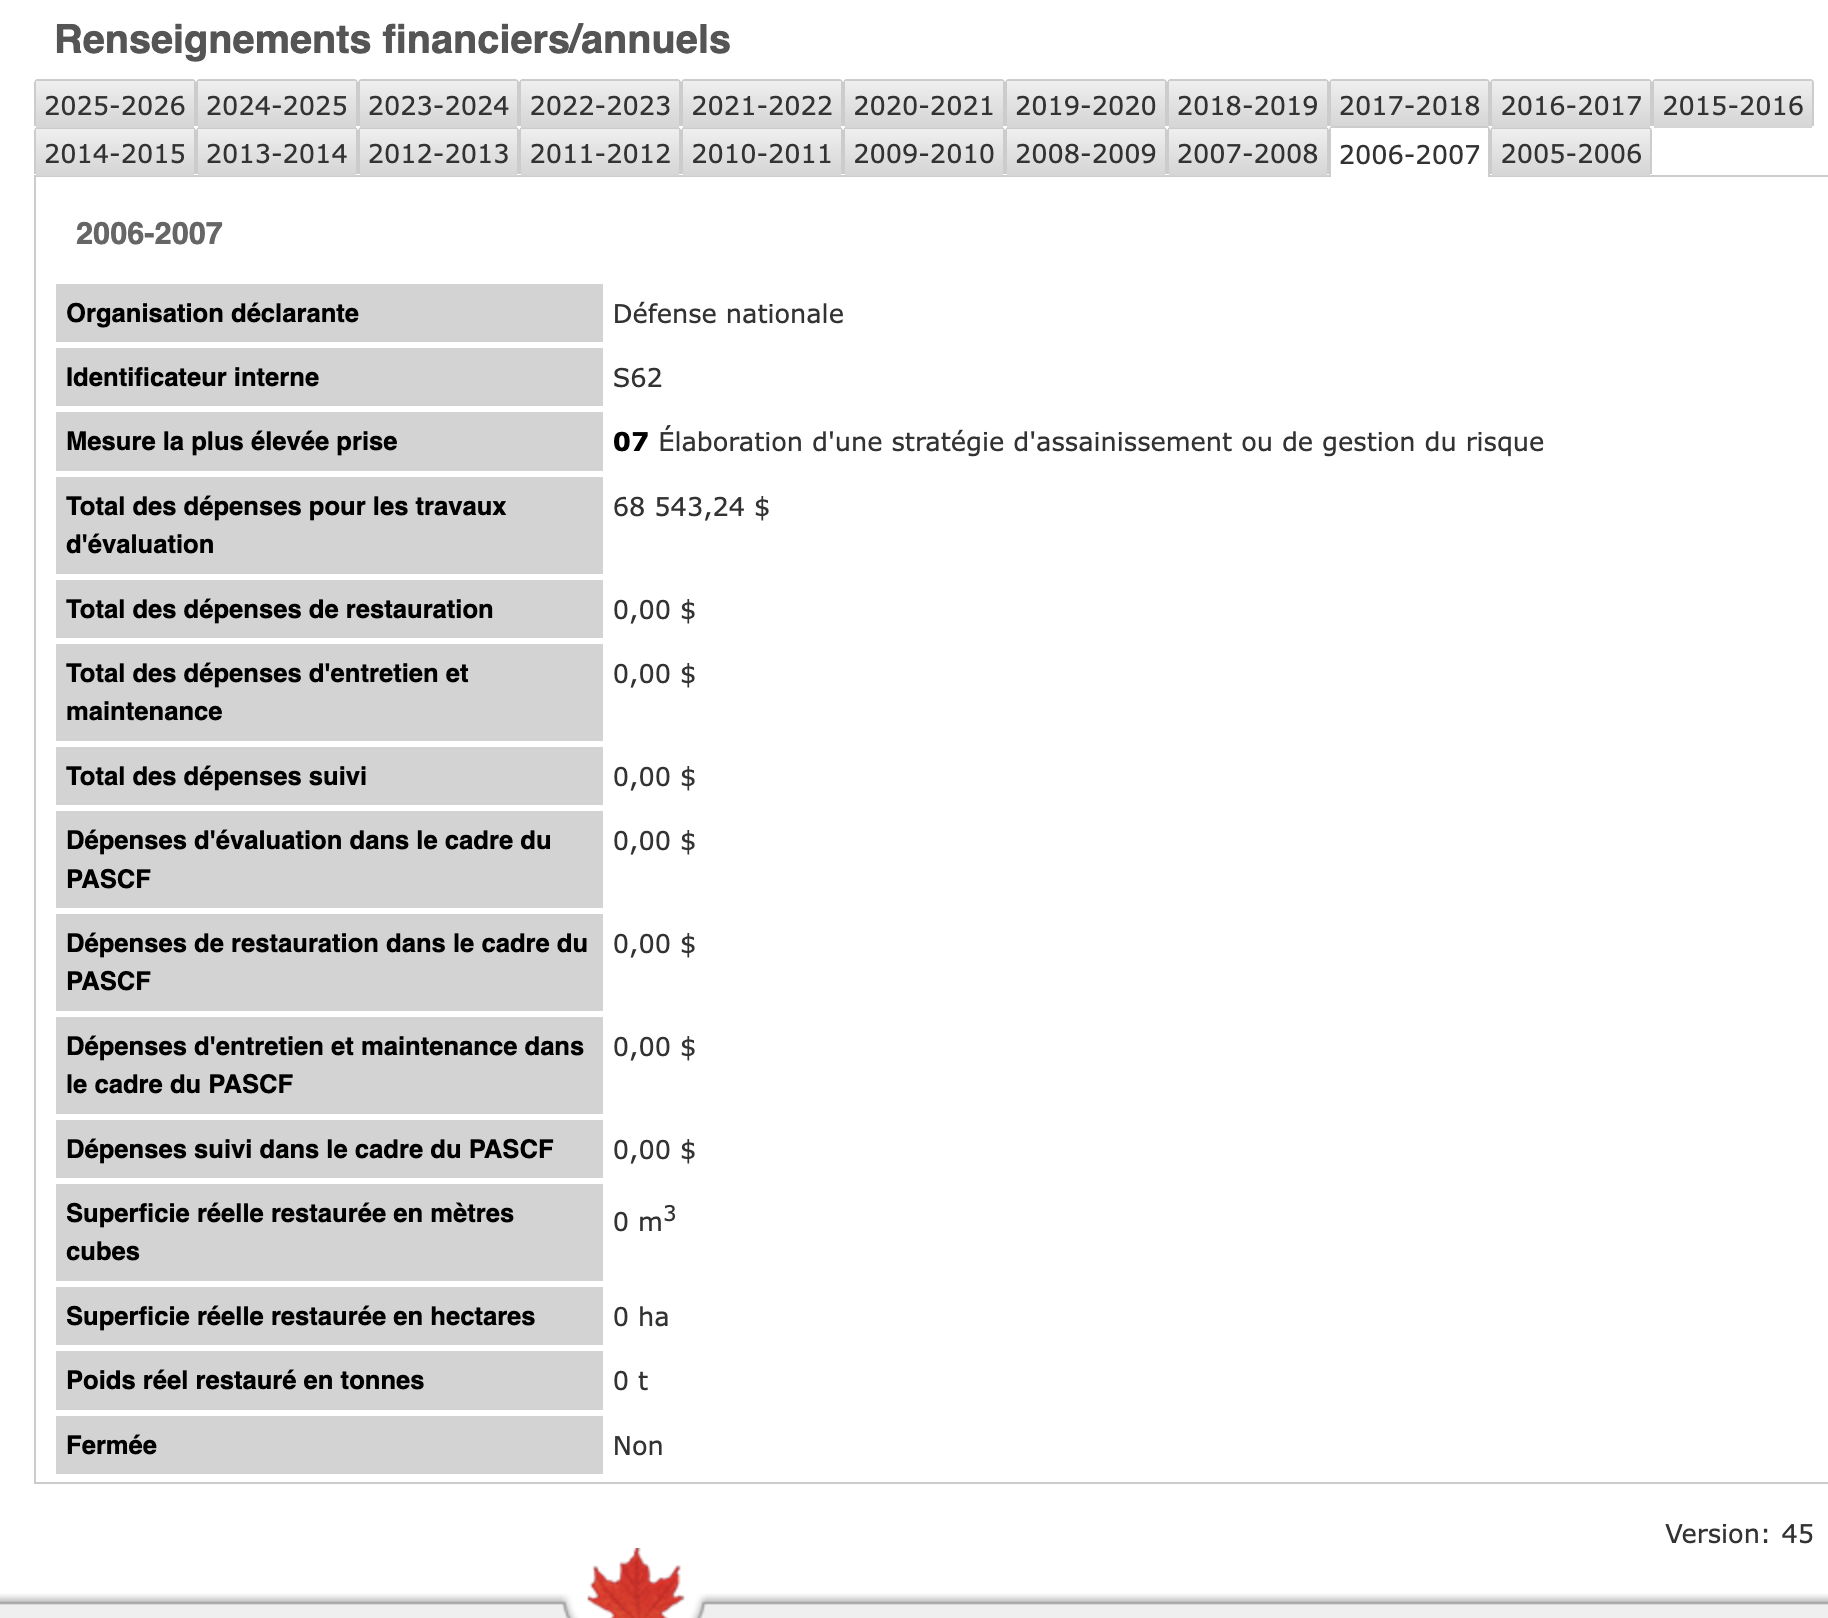 Renseignements financiers/annuels
2025-2026 2024-2025 2023-2024 2022-2023 2021-2022 2020-2021 2019-2020 2018-2019 2017-2018 2016-2017 2015-2016
2014-2015 2013-2014 2012-2013 2011-2012 2010-2011 2009-2010 2008-2009 2007-2008 2006-2007 2005-2006
2006-2007
Organisation déclarante Défense nationale
Identificateur interne S62
Mesure la plus élevée prise 07 Élaboration d'une stratégie d'assainissement ou de gestion du risque
Total des dépenses pour les travaux 68 543,24 $
d'évaluation
Total des dépenses de restauration 0,00 $
Total des dépenses d'entretien et 0,00 $
maintenance
Total des dépenses suivi 0,00 $
Dépenses d'évaluation dans le cadre du 0,00 $
PASCF
Dépenses de restauration dans le cadre du 0,00 $
PASCF
Dépenses d'entretien et maintenance dans 0,00 $
le cadre du PASCF
Dépenses suivi dans le cadre du PASCF 0,00 $
Superficie réelle restaurée en mètres 0 m³
cubes
Superficie réelle restaurée en hectares 0 ha
Poids réel restauré en tonnes 0 t
Fermée Non
Version: 45